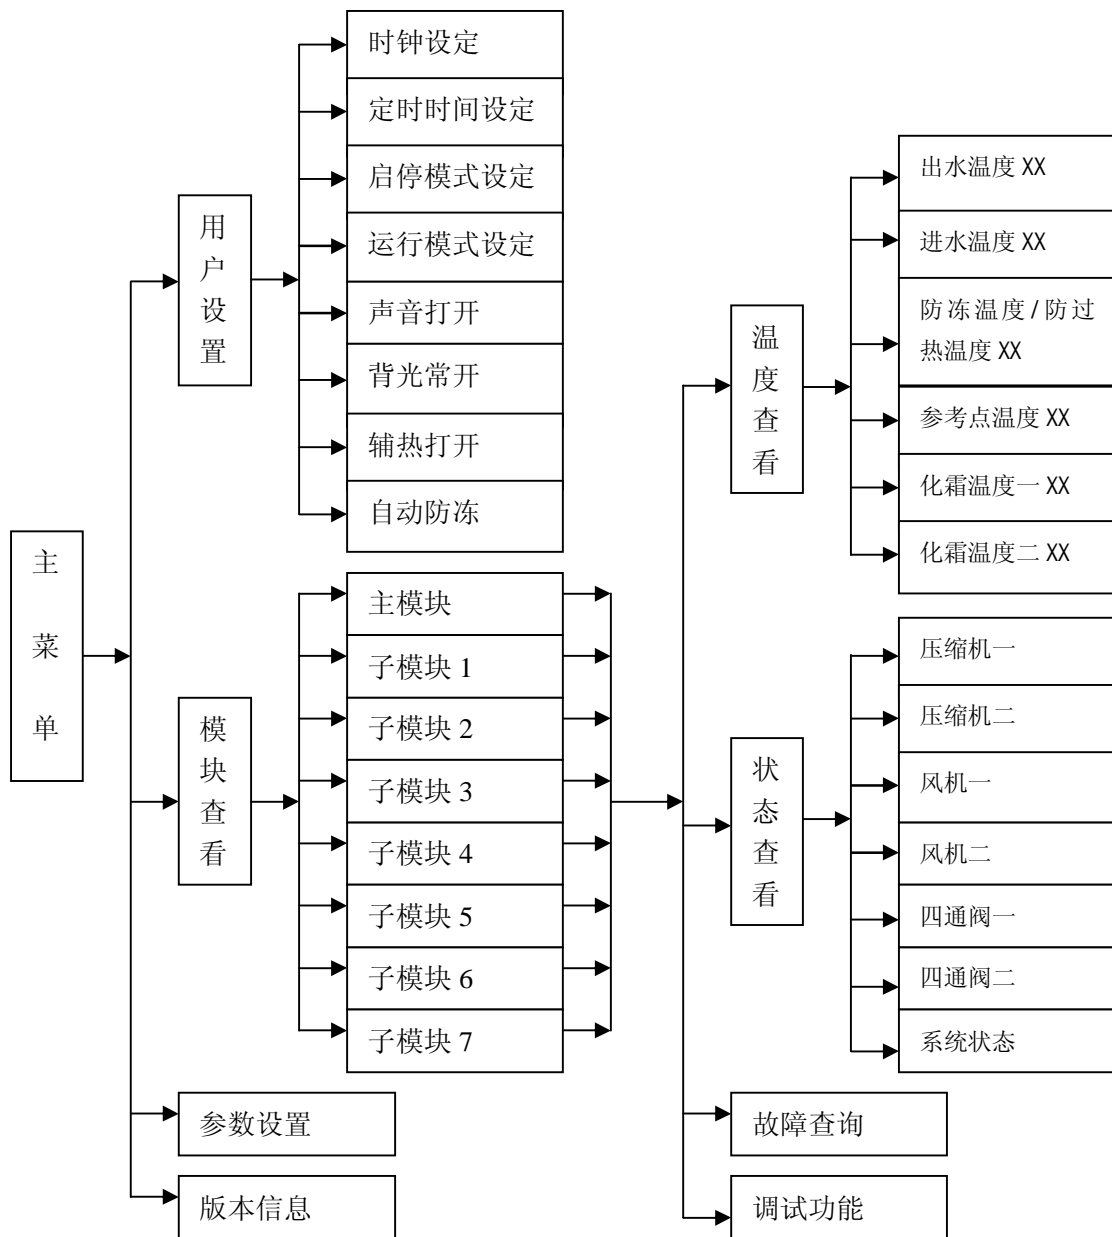 主菜单
用户设置
时钟设定
定时时间设定
启停模式设定
运行模式设定
声音打开
背光常开
辅热打开
自动防冻
模块查看
主模块
子模块 1
子模块 2
子模块 3
子模块 4
子模块 5
子模块 6
子模块 7
参数设置
版本信息
温度查看
出水温度 XX
进水温度 XX
防冻温度/防过
热温度 XX
参考点温度 XX
化霜温度一 XX
化霜温度二 XX
状态查看
压缩机一
压缩机二
风机一
风机二
四通阀一
四通阀二
系统状态
故障查询
调试功能